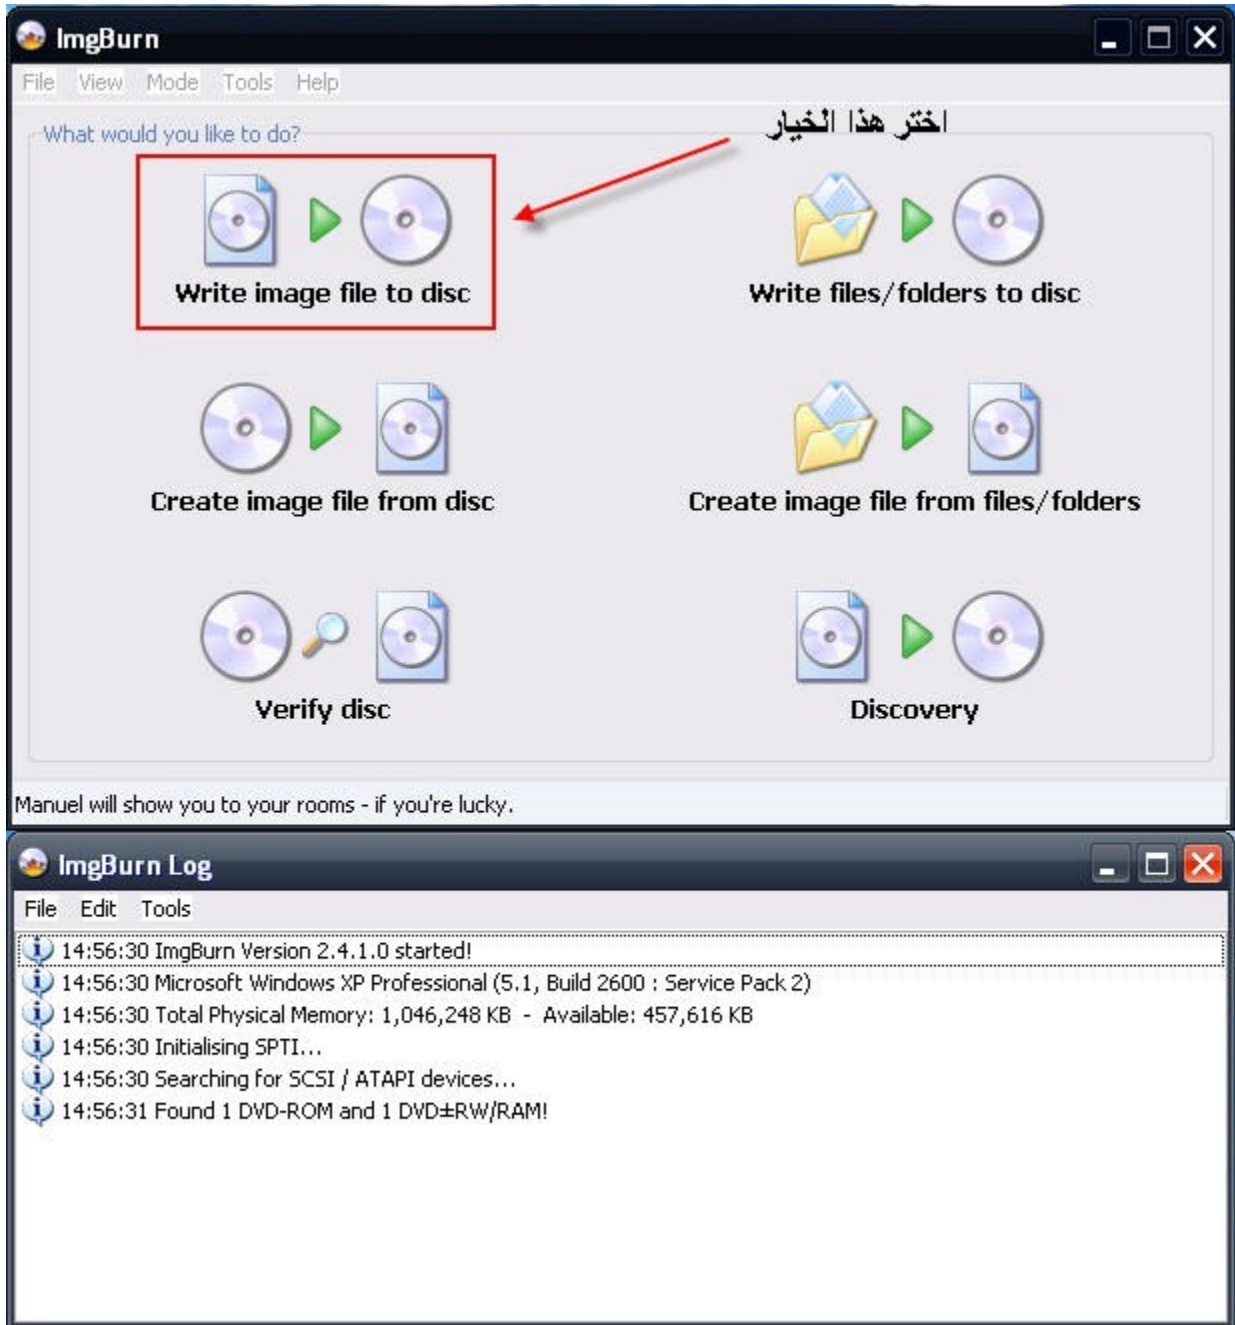 ImgBurn
File View Mode Tools Help
What would you like to do?
اختر هذا الخيار
Write image file to disc
Write files/folders to disc
Create image file from disc
Create image file from files/folders
Verify disc
Discovery
Manuel will show you to your rooms - if you're lucky.
ImgBurn Log
File Edit Tools
14:56:30 ImgBurn Version 2.4.1.0 started!
14:56:30 Microsoft Windows XP Professional (5.1, Build 2600 : Service Pack 2)
14:56:30 Total Physical Memory: 1,046,248 KB - Available: 457,616 KB
14:56:30 Initialising SPTI...
14:56:30 Searching for SCSI / ATAPI devices...
14:56:31 Found 1 DVD-ROM and 1 DVD±RW/RAM!